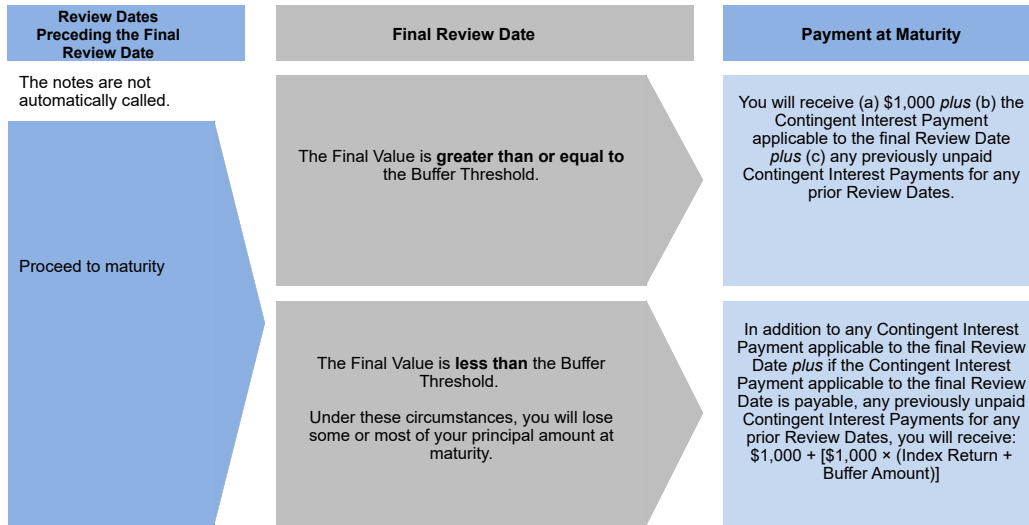 Review Dates
Preceding the Final
Review Date
Final Review Date
Payment at Maturity
The notes are not
automatically called.
Proceed to maturity
The Final Value is greater than or equal to
the Buffer Threshold.
You will receive (a) $1,000 plus (b) the
Contingent Interest Payment
applicable to the final Review Date
plus (c) any previously unpaid
Contingent Interest Payments for any
prior Review Dates.
The Final Value is less than the Buffer
Threshold.
Under these circumstances, you will lose
some or most of your principal amount at
maturity.
In addition to any Contingent Interest
Payment applicable to the final Review
Date plus if the Contingent Interest
Payment applicable to the final Review
Date is payable, any previously unpaid
Contingent Interest Payments for any
prior Review Dates, you will receive:
$1,000 + [$1,000 × (Index Return +
Buffer Amount)]